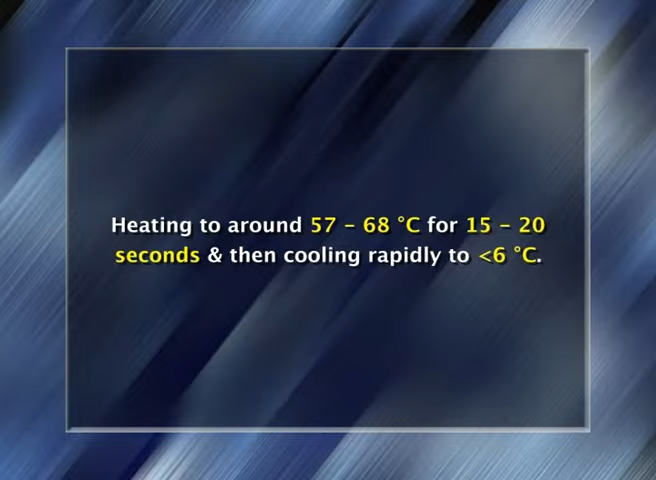 Heating to around 57 – 68 °C for 15 – 20
seconds & then cooling rapidly to <6 °C.